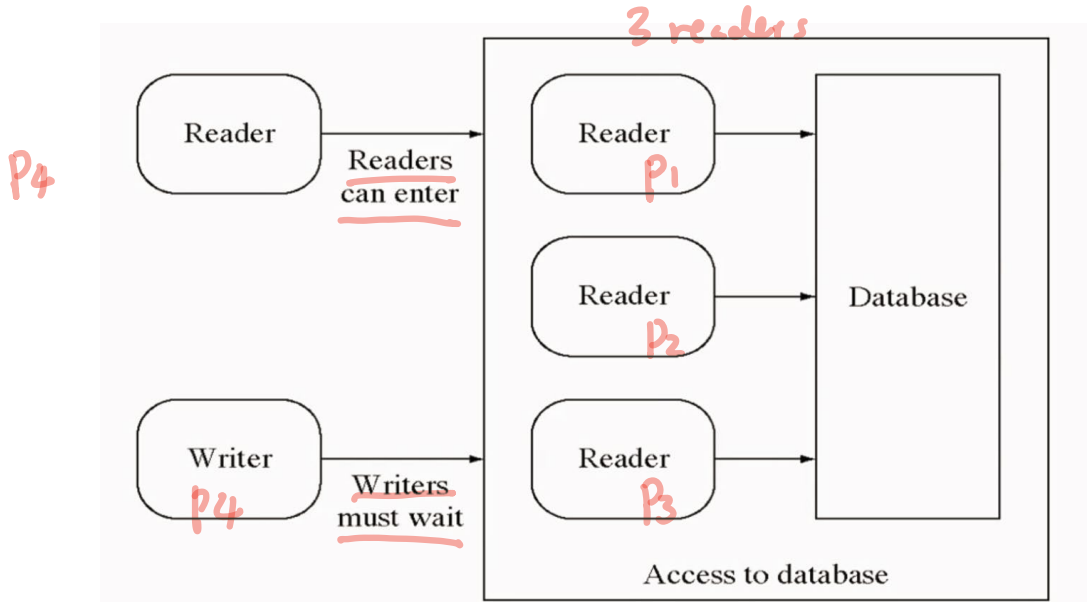 3 readers
Reader
Reader
P4
Readers
can enter
P1
Reader
Database
P2
Writer
Reader
P4
Writers
must wait
P3
Access to database